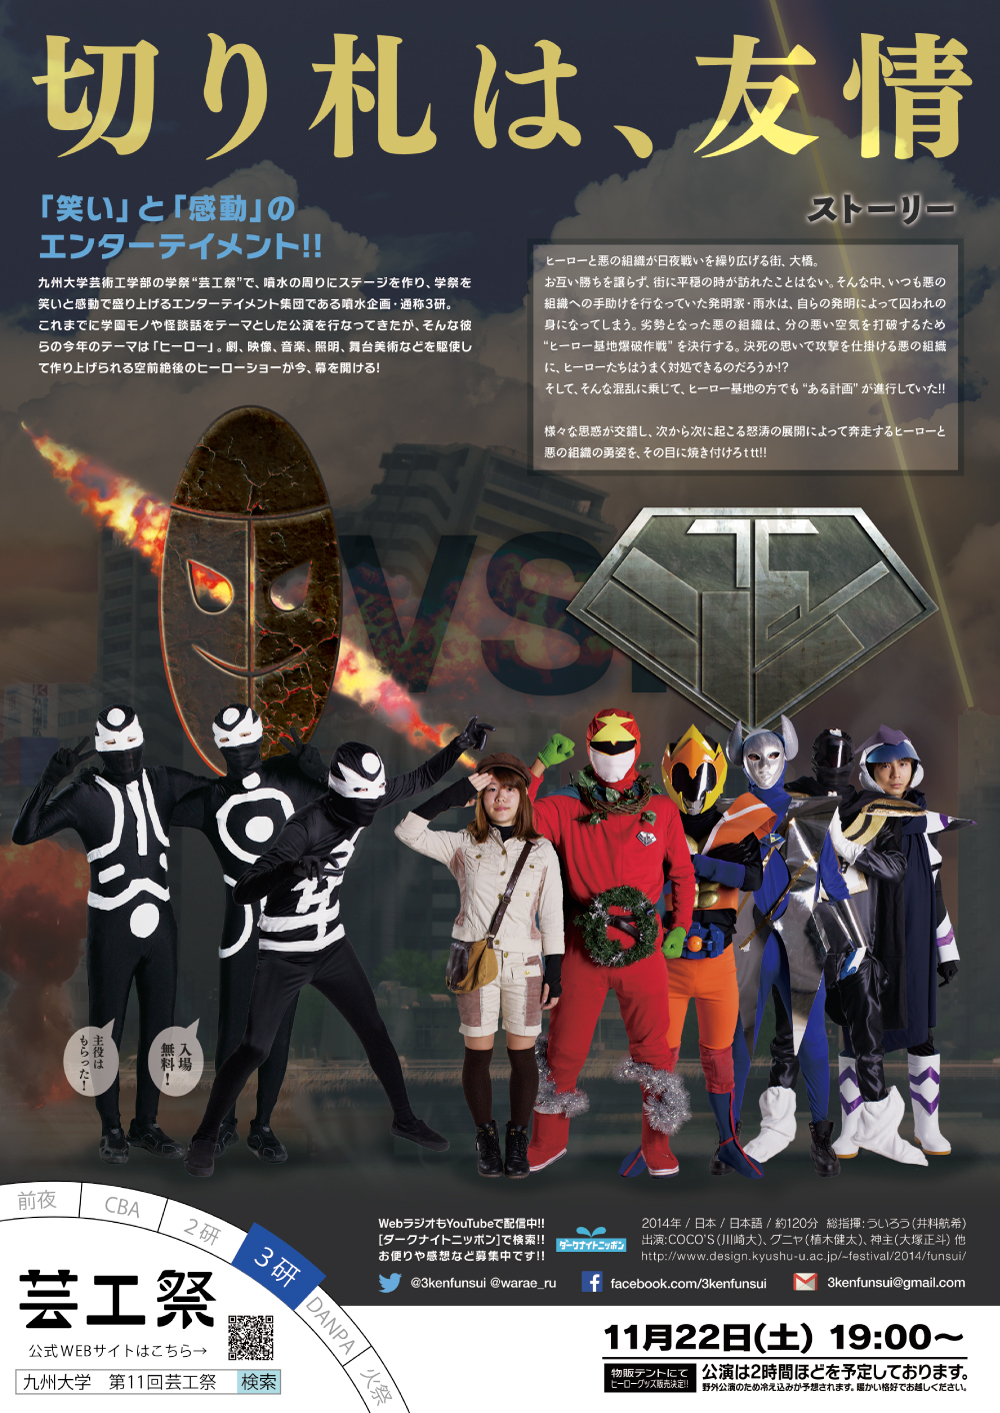 切り札は、友情
「笑い」と「感動」の
エンターテイメント!!
九州大学芸術工学部の学祭“芸工祭”で、噴水の周りにステージを作り、学祭を
笑いと感動で盛り上げるエンターテイメント集団である噴水企画・通称3研。
これまでに学園モノや怪談話をテーマとした公演を行なってきたが、そんな彼
らの今年のテーマは「ヒーロー」。劇、映像、音楽、照明、舞台美術などを駆使し
て作り上げられる空前絶後のヒーローショーが今、幕を開ける!
ストーリー
ヒーローと悪の組織が日夜戦いを繰り広げる街、大橋。
お互い勝ちを譲らず、街に平穏の時が訪れたことはない。そんな中、いつも悪の
組織への手助けを行なっていた発明家・雨水は、自らの発明によって囚われの
身になってしまう。劣勢となった悪の組織は、分の悪い空気を打破するため
“ヒーロー基地爆破作戦” を決行する。決死の思いで攻撃を仕掛ける悪の組織
に、ヒーローたちはうまく対処できるのだろうか!?
そして、そんな混乱に乗じて、ヒーロー基地の方でも “ある計画” が進行していた!!
様々な思惑が交錯し、次から次に起こる怒涛の展開によって奔走するヒーローと
悪の組織の勇姿を、その目に焼き付けろttt!!
VS.
主役は
もらった!
入場
無料!
前夜
CBA
2研
3研
DANPA
火祭
芸工祭
公式WEBサイトはこちら→
九州大学 第11回芸工祭 検索
WebラジオもYouTubeで配信中!!
[ダークナイトニッポン]で検索!!
お便りや感想など募集中です!!
ダークナイトニッポン
2014年 / 日本 / 日本語 / 約120分 総指揮:ういろう(井料航希)
出演:COCO'S(川崎大)、グニャ(植木健太)、神主(大塚正斗) 他
http://www.design.kyushu-u.ac.jp/~festival/2014/funsui/
@3kenfunsui @warae_ru
facebook.com/3kenfunsui
3kenfunsui@gmail.com
11月22日(土) 19:00〜
物販テントにて
ヒーローグッズ販売決定!!
公演は2時間ほどを予定しております。
野外公演のため冷え込みが予想されます。暖かい格好でお越しください。